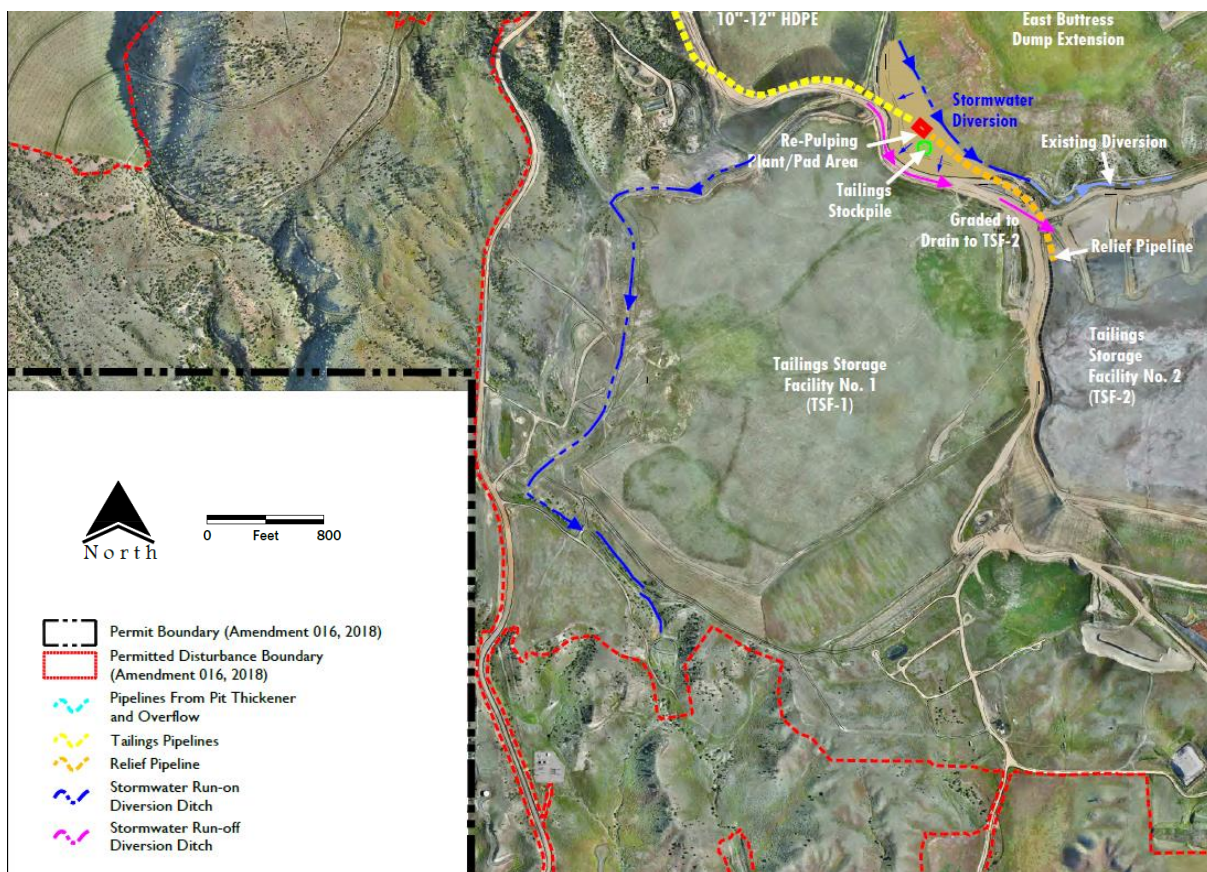 10"-12" HDPE
East Buttress
Dump Extension
Stormwater
Diversion
Re-Pulping
Plant/Pad Area
Existing Diversion
Tailings
Stockpile
Graded to
Drain to TSF-2
Relief Pipeline
Tailings Storage
Facility No. 1
(TSF-1)
Tailings
Storage
Facility No. 2
(TSF-2)
North
0 Feet 800
Permit Boundary (Amendment 016, 2018)
Permitted Disturbance Boundary
(Amendment 016, 2018)
Pipelines From Pit Thickener
and Overflow
Tailings Pipelines
Relief Pipeline
Stormwater Run-on
Diversion Ditch
Stormwater Run-off
Diversion Ditch